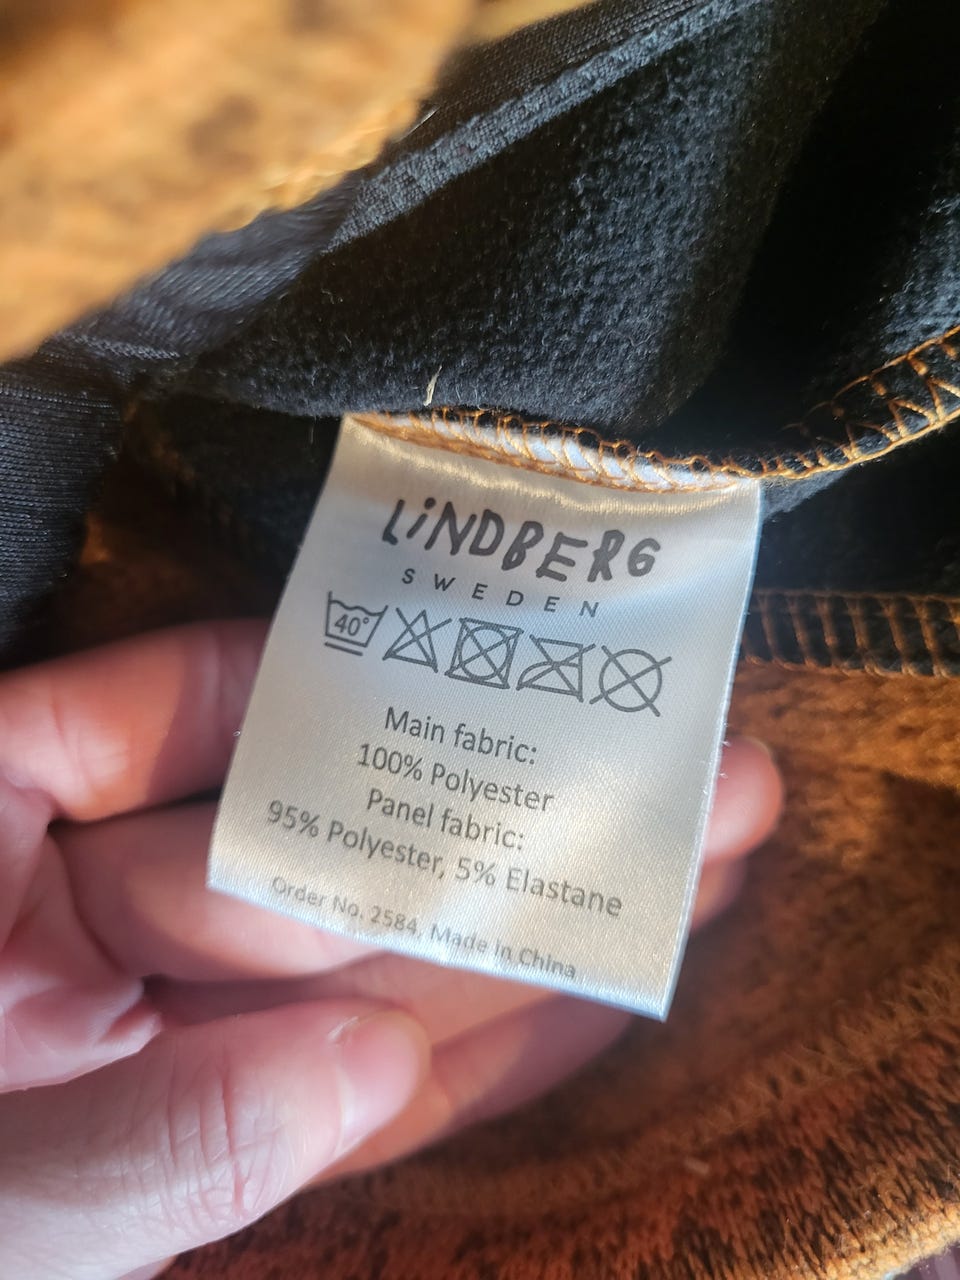 LiNDBERG
SWEDEN
40°
Main fabric:
100% Polyester
Panel fabric:
95% Polyester, 5% Elastane
Order No. 2584, Made in China